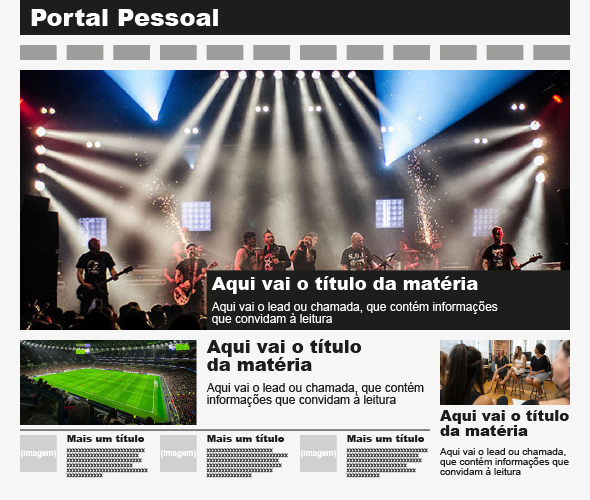 Portal Pessoal
Aqui vai o título da matéria
Aqui vai o lead ou chamada, que contém informações
que convidam à leitura
Aqui vai o título
da matéria
Aqui vai o lead ou chamada, que contém
informações que convidam à leitura
Aqui vai o título
da matéria
Aqui vai o lead ou chamada,
que contém informações que
convidam à leitura
(imagem)
Mais um título
(imagem)
Mais um título
(imagem)
Mais um título